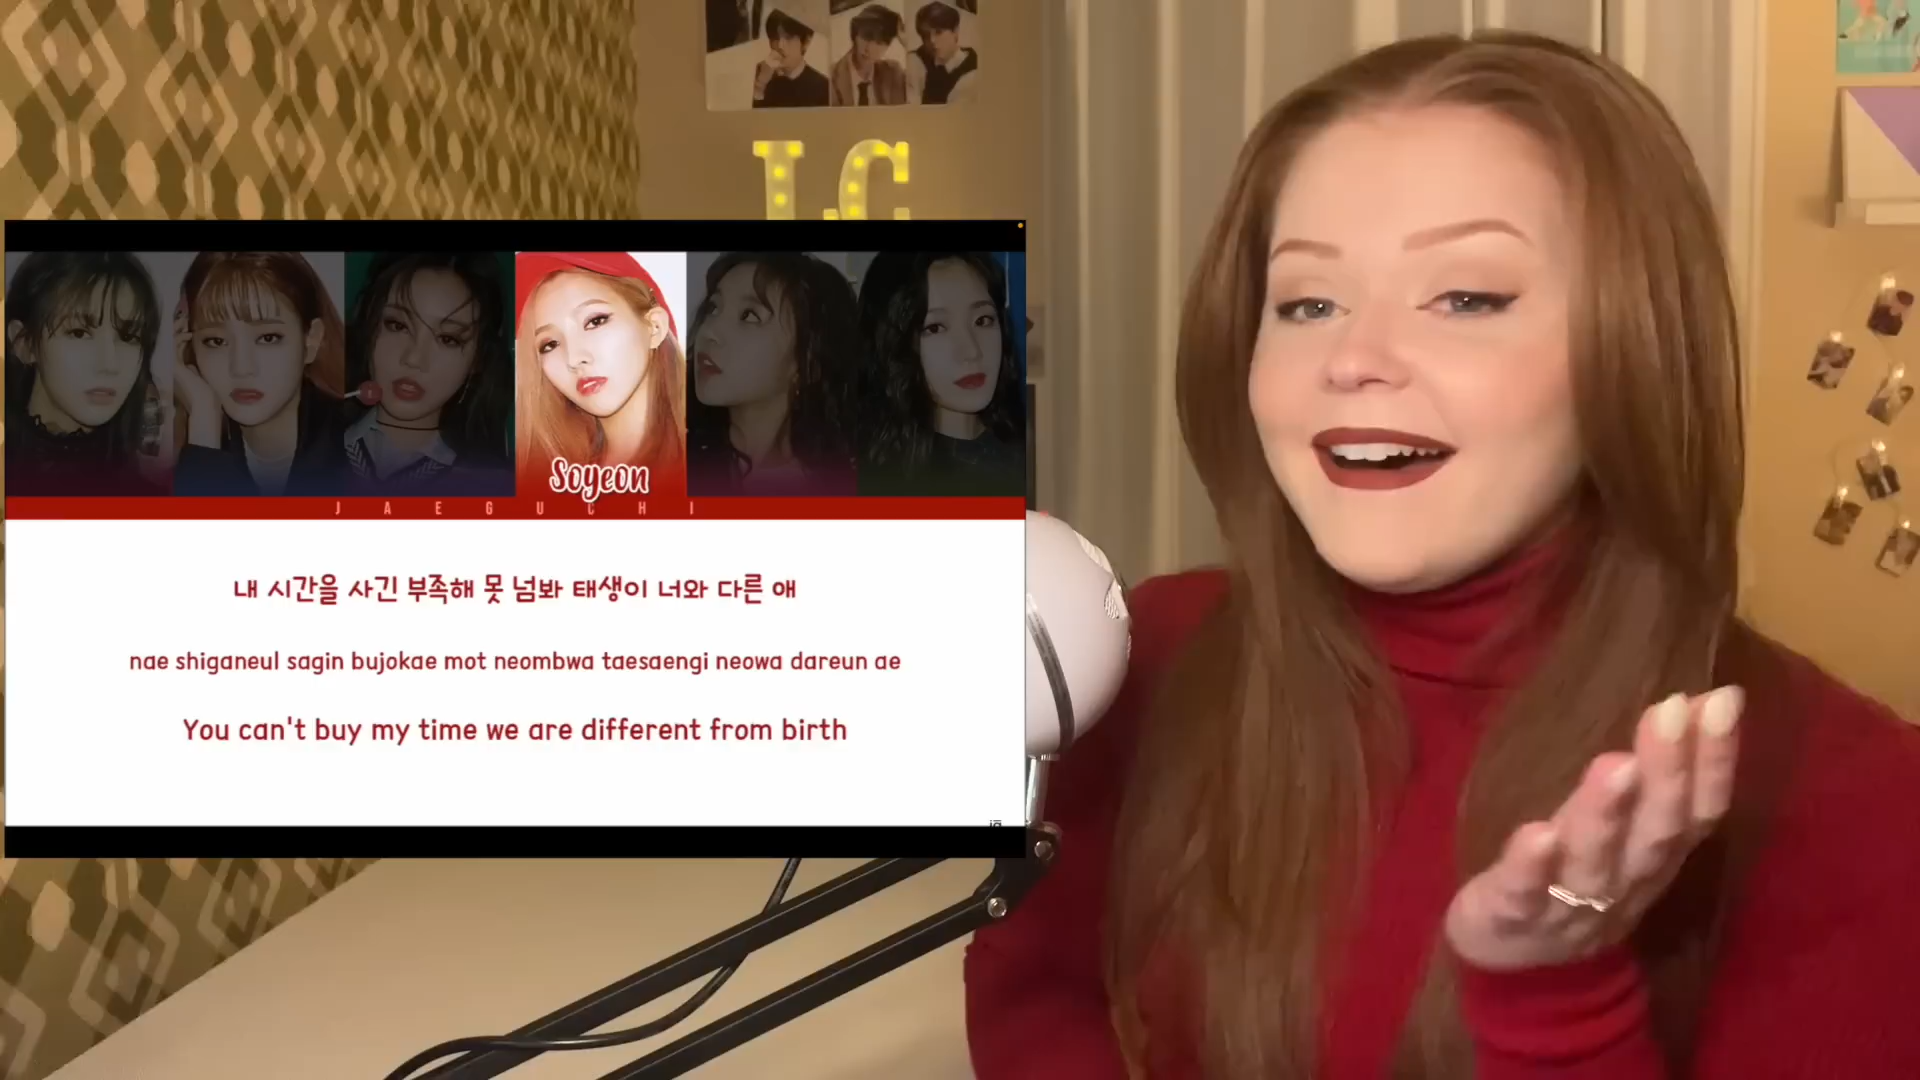 LC
Soyeon
JAEGUCHI
내 시간을 사긴 부족해 못 넘봐 태생이 너와 다른 애
nae shiganeul sagin bujokae mot neombwa taesaengi neowa dareun ae
You can't buy my time we are different from birth